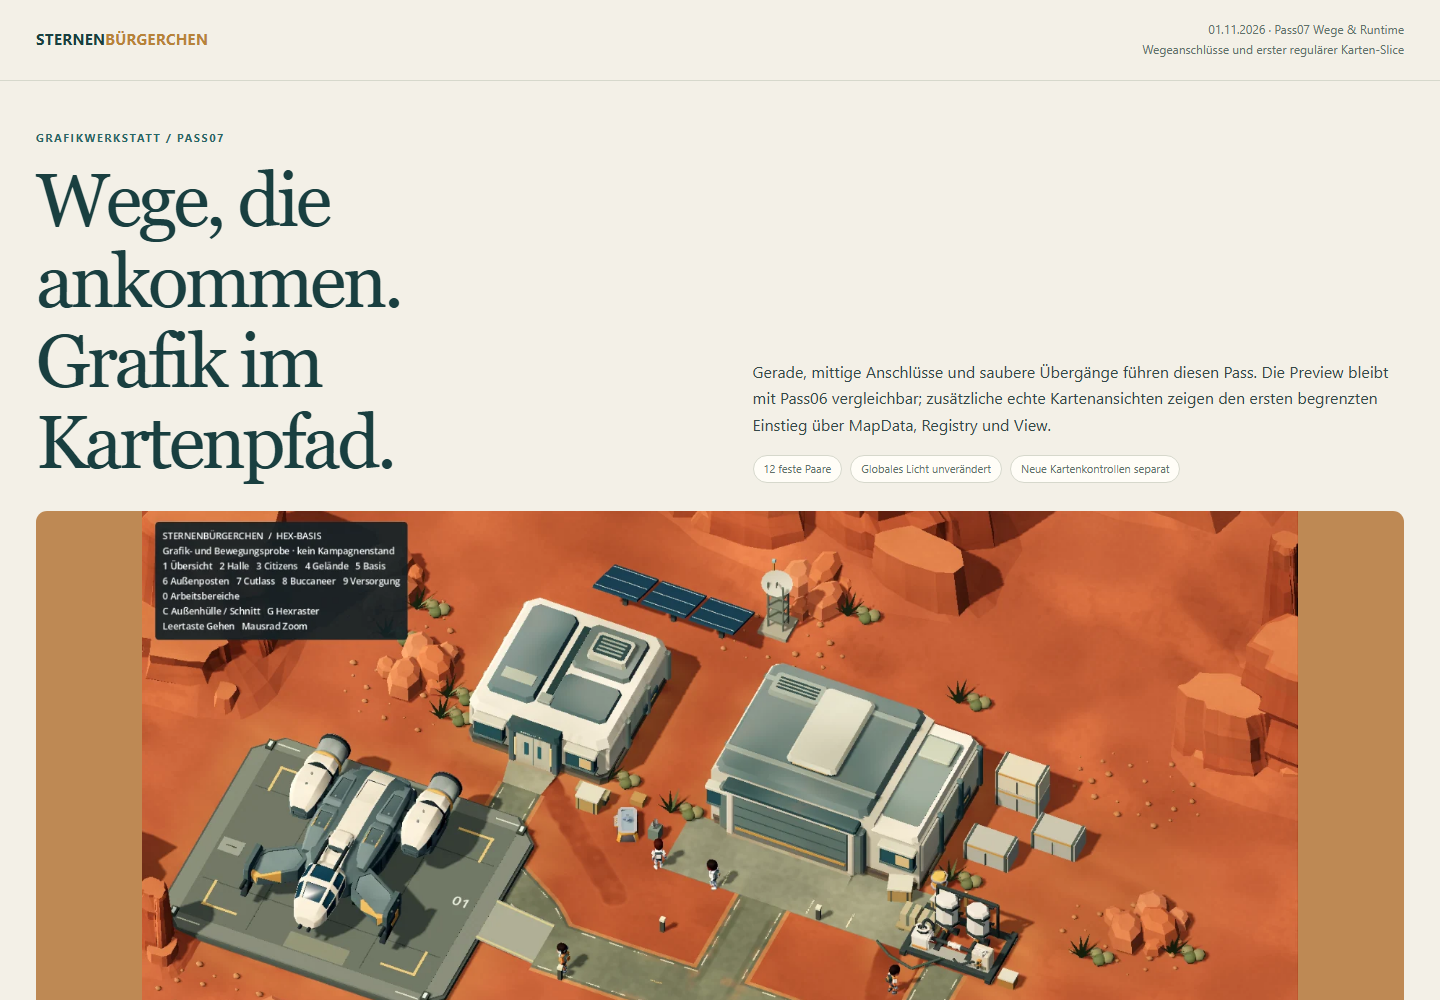 STERNENBÜRGERCHEN
01.11.2026 · Pass07 Wege & Runtime
Wegeanschlüsse und erster regulärer Karten-Slice
GRAFIKWERKSTATT / PASS07
Wege, die
ankommen.
Grafik im
Kartenpfad.
Gerade, mittige Anschlüsse und saubere Übergänge führen diesen Pass. Die Preview bleibt
mit Pass06 vergleichbar; zusätzliche echte Kartenansichten zeigen den ersten begrenzten
Einstieg über MapData, Registry und View.
12 feste Paare
Globales Licht unverändert
Neue Kartenkontrollen separat
STERNENBÜRGERCHEN / HEX-BASIS
Grafik- und Bewegungsprobe · kein Kampagnenstand
1 Übersicht 2 Halle 3 Citizens 4 Gelände 5 Basis
6 Außenposten 7 Cutlass 8 Buccaneer 9 Versorgung
0 Arbeitsbereiche
C Außenhülle / Schnitt G Hexraster
Leertaste Gehen Mausrad Zoom
01